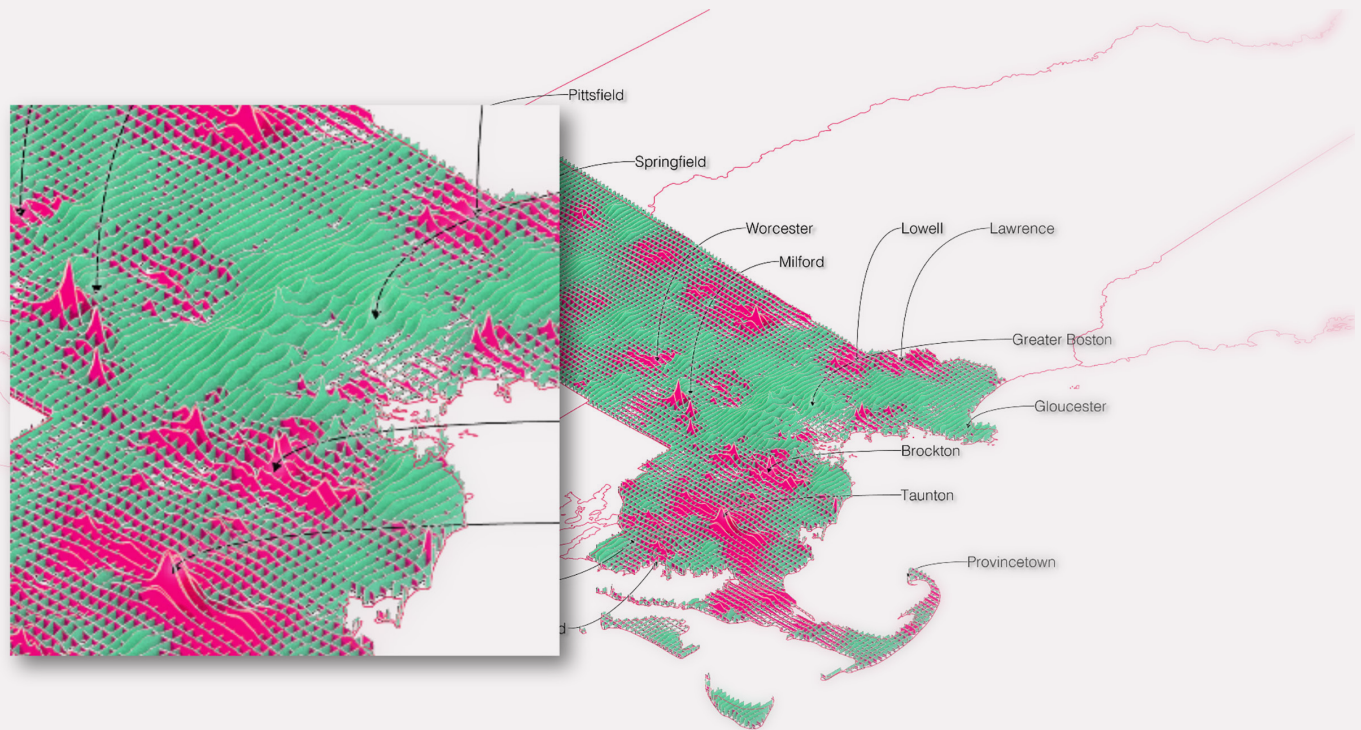 Pittsfield
Springfield
Worcester
Lowell
Lawrence
Milford
Greater Boston
Gloucester
Brockton
Taunton
Provincetown
d